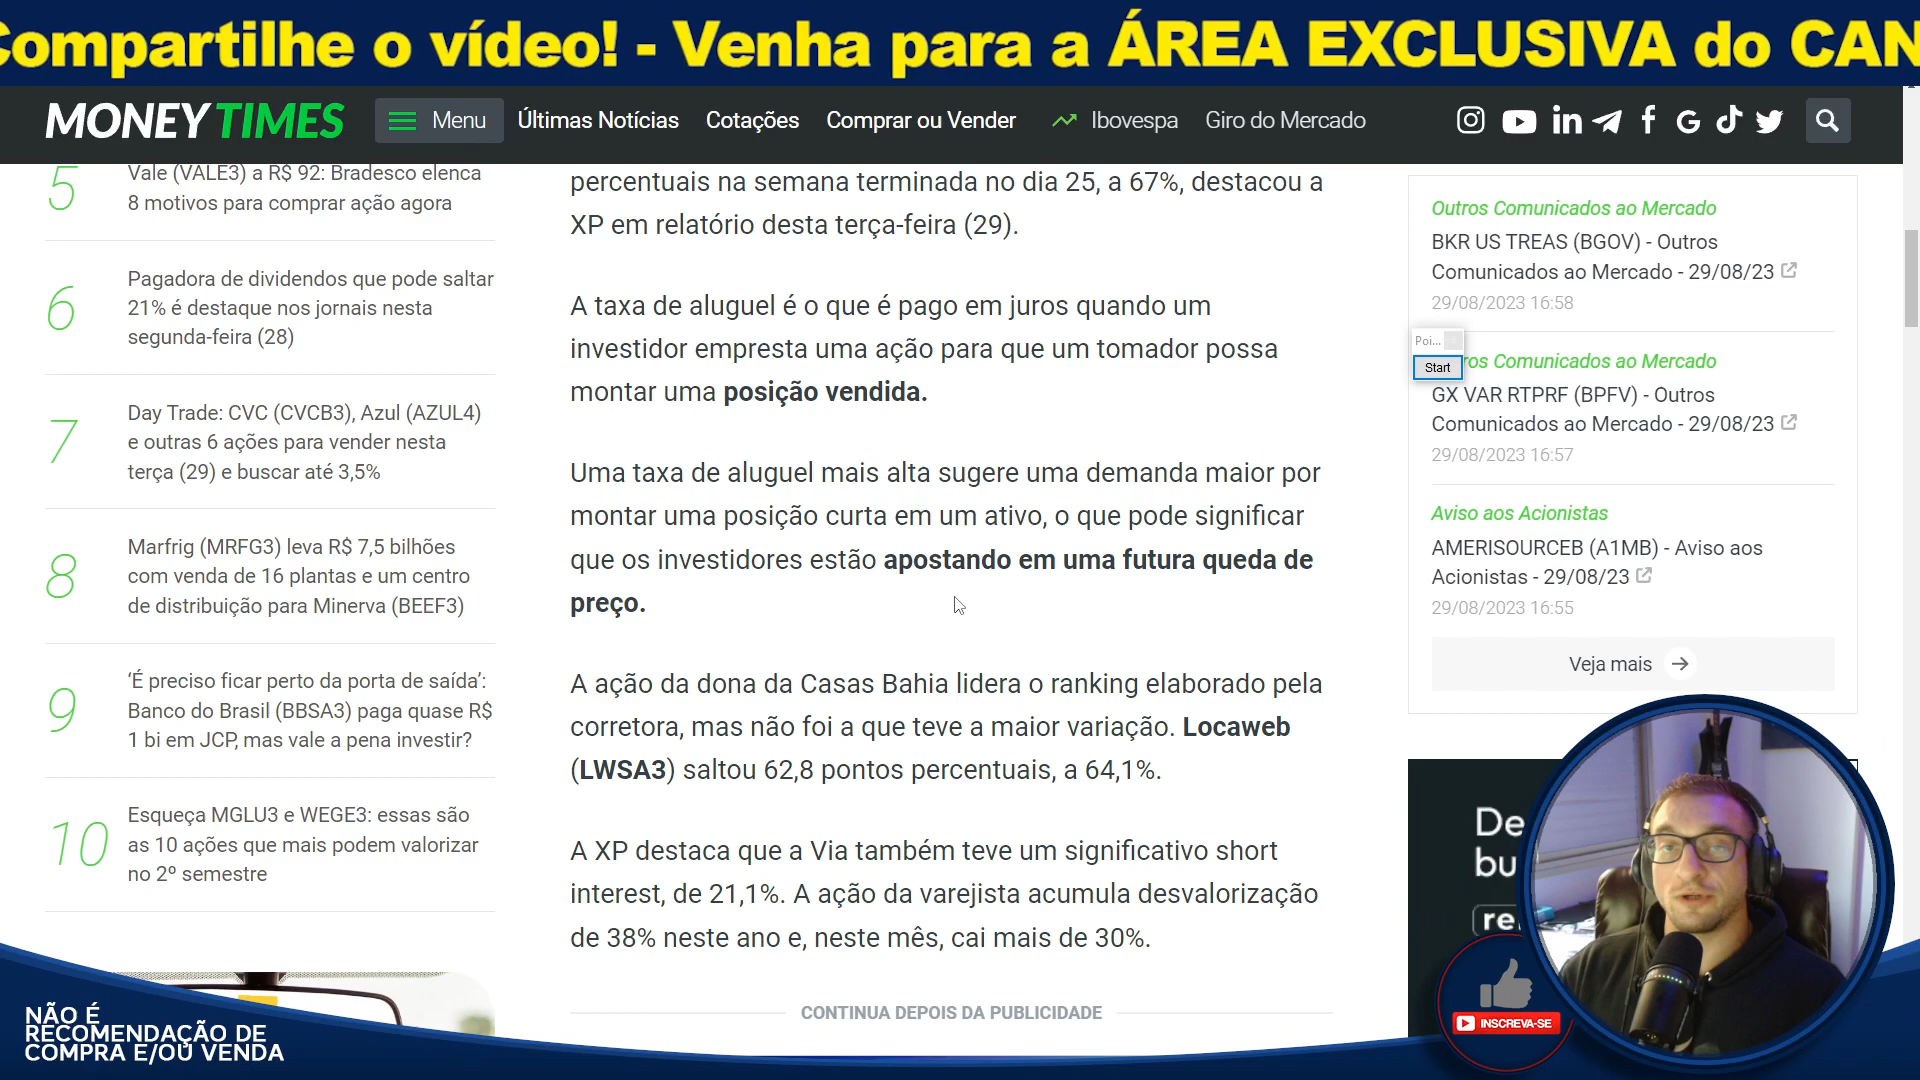 Compartilhe o vídeo! - Venha para a ÁREA EXCLUSIVA do CAN
MONEY TIMES
Menu
Últimas Notícias
Cotações
Comprar ou Vender
Ibovespa
Giro do Mercado
5
Vale (VALE3) a R$ 92: Bradesco elenca
8 motivos para comprar ação agora
6
Pagadora de dividendos que pode saltar
21% é destaque nos jornais nesta
segunda-feira (28)
7
Day Trade: CVC (CVCB3), Azul (AZUL4)
e outras 6 ações para vender nesta
terça (29) e buscar até 3,5%
8
Marfrig (MRFG3) leva R$ 7,5 bilhões
com venda de 16 plantas e um centro
de distribuição para Minerva (BEEF3)
9
‘É preciso ficar perto da porta de saída’:
Banco do Brasil (BBSA3) paga quase R$
1 bi em JCP, mas vale a pena investir?
10
Esqueça MGLU3 e WEGE3: essas são
as 10 ações que mais podem valorizar
no 2º semestre
percentuais na semana terminada no dia 25, a 67%, destacou a
XP em relatório desta terça-feira (29).
A taxa de aluguel é o que é pago em juros quando um
investidor empresta uma ação para que um tomador possa
montar uma posição vendida.
Uma taxa de aluguel mais alta sugere uma demanda maior por
montar uma posição curta em um ativo, o que pode significar
que os investidores estão apostando em uma futura queda de
preço.
A ação da dona da Casas Bahia lidera o ranking elaborado pela
corretora, mas não foi a que teve a maior variação. Locaweb
(LWSA3) saltou 62,8 pontos percentuais, a 64,1%.
A XP destaca que a Via também teve um significativo short
interest, de 21,1%. A ação da varejista acumula desvalorização
de 38% neste ano e, neste mês, cai mais de 30%.
CONTINUA DEPOIS DA PUBLICIDADE
Outros Comunicados ao Mercado
BKR US TREAS (BGOV) - Outros
Comunicados ao Mercado - 29/08/23
29/08/2023 16:58
Poi...
Start
ros Comunicados ao Mercado
GX VAR RTPRF (BPFV) - Outros
Comunicados ao Mercado - 29/08/23
29/08/2023 16:57
Aviso aos Acionistas
AMERISOURCEB (A1MB) - Aviso aos
Acionistas - 29/08/23
29/08/2023 16:55
Veja mais
De
bu
re
INSCREVA-SE
NÃO É
RECOMENDAÇÃO DE
COMPRA E/OU VENDA